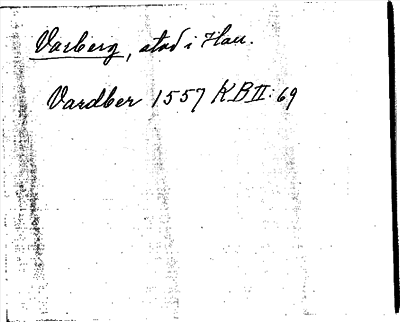 Varberg, stad i Hall.
Vardber 1557 KB II: 69